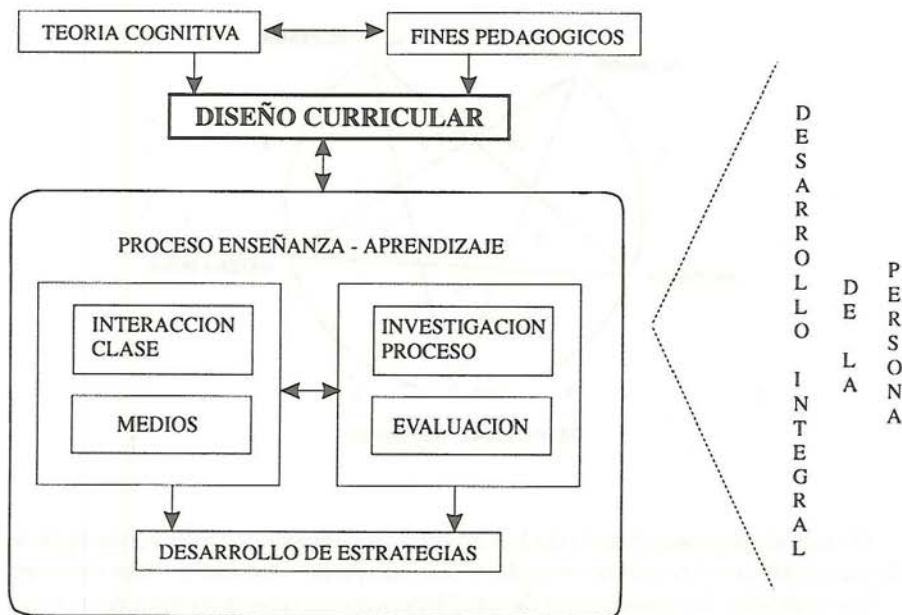 TEORIA COGNITIVA
FINES PEDAGOGICOS
DISEÑO CURRICULAR
PROCESO ENSEÑANZA - APRENDIZAJE
INTERACCION
CLASE
MEDIOS
INVESTIGACION
PROCESO
EVALUACION
DESARROLLO DE ESTRATEGIAS
DESARROLLO INTEGRAL
DE LA
PERSONA